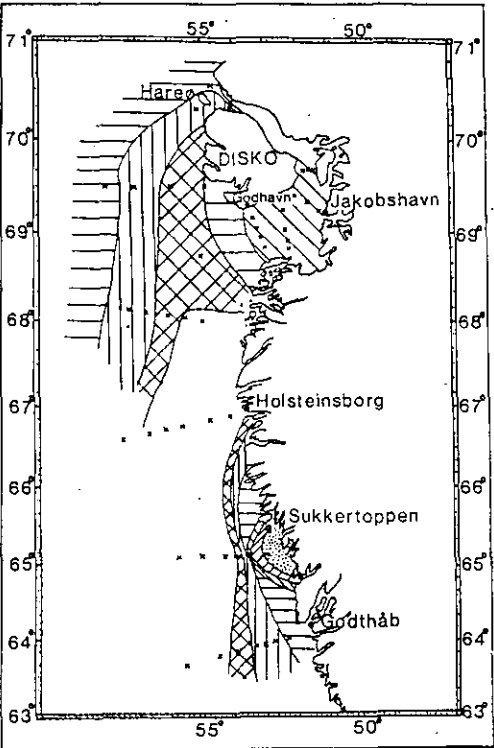 55° 50°
71° 71°
Hareø
70° 70°
DISKO
Godhavn
Jakobshavn
69° 69°
68° 68°
67° 67°
Holsteinsborg
66° 66°
Sukkertoppen
65° 65°
Godthåb
64° 64°
63° 63°
55° 50°